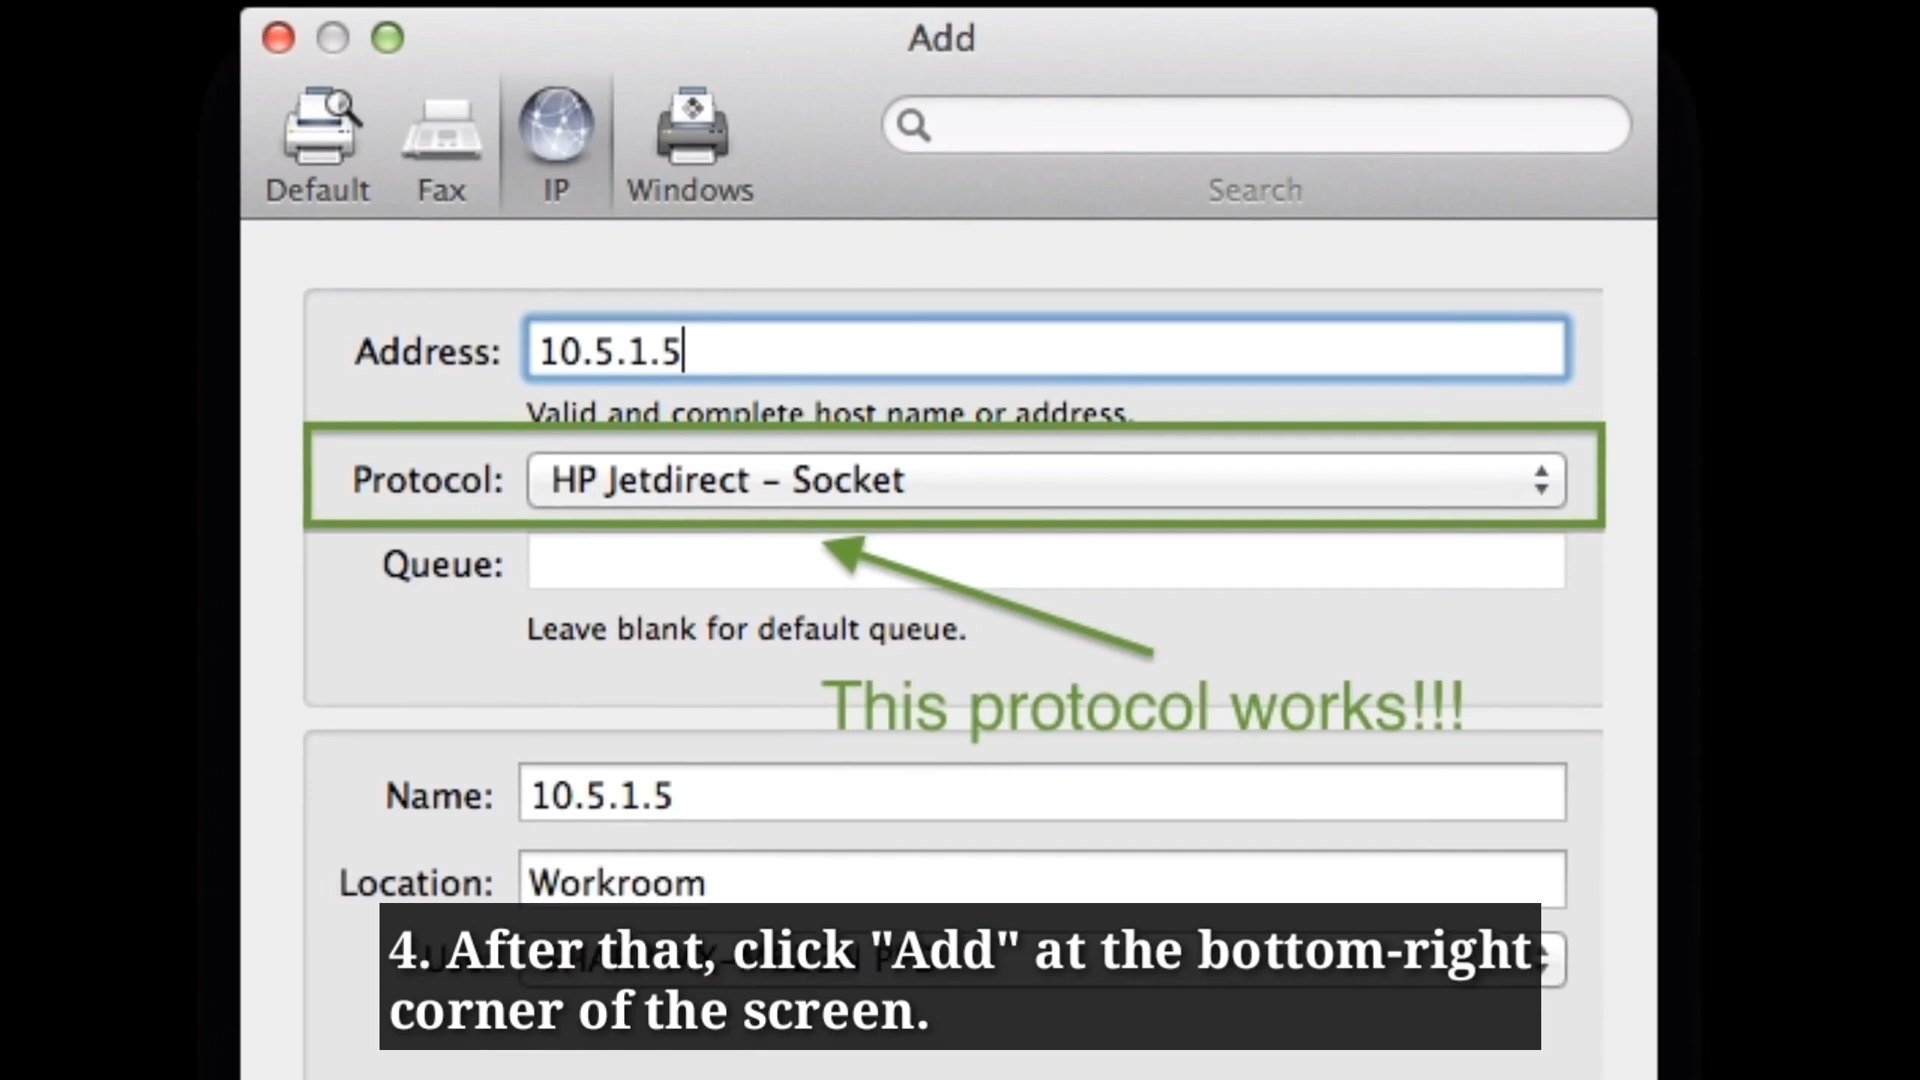 Add
Default Fax IP Windows
Search
Address: 10.5.1.5
Valid and complete host name or address.
Protocol: HP Jetdirect – Socket
Queue:
Leave blank for default queue.
This protocol works!!!
Name: 10.5.1.5
Location: Workroom
4. After that, click "Add" at the bottom-right
corner of the screen.